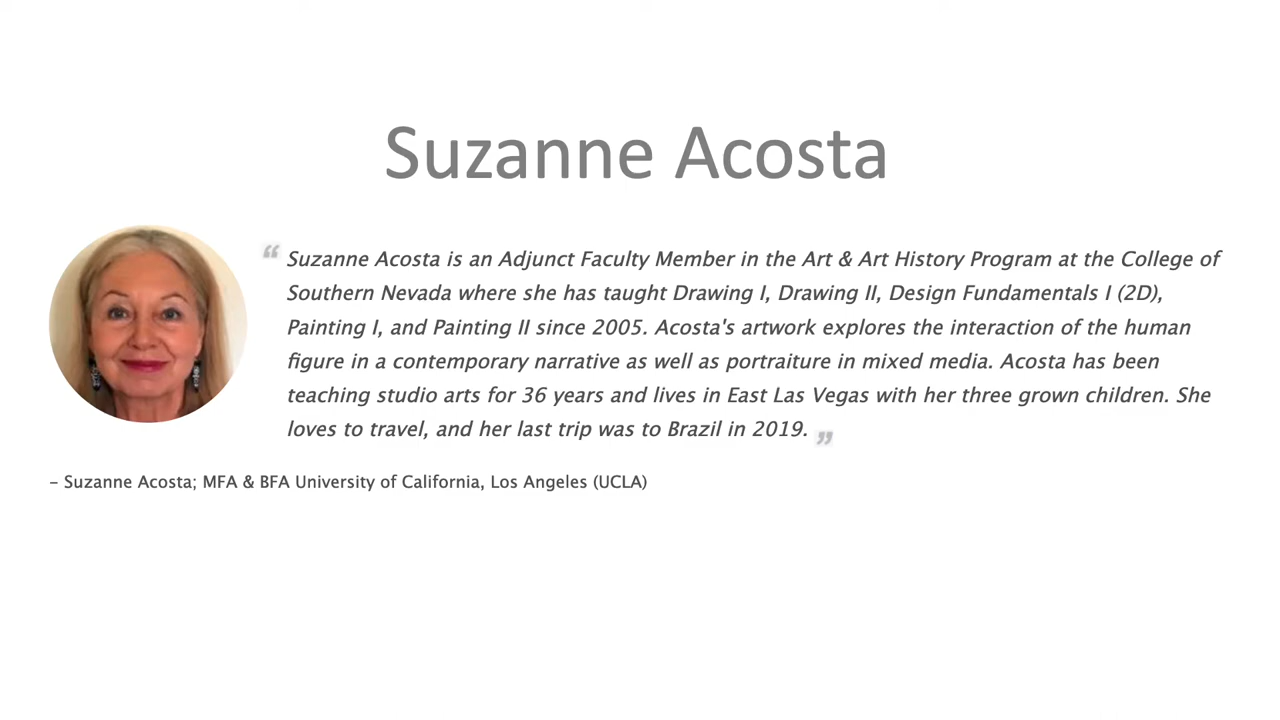 Suzanne Acosta
“ Suzanne Acosta is an Adjunct Faculty Member in the Art & Art History Program at the College of
Southern Nevada where she has taught Drawing I, Drawing II, Design Fundamentals I (2D),
Painting I, and Painting II since 2005. Acosta's artwork explores the interaction of the human
figure in a contemporary narrative as well as portraiture in mixed media. Acosta has been
teaching studio arts for 36 years and lives in East Las Vegas with her three grown children. She
loves to travel, and her last trip was to Brazil in 2019. ”
– Suzanne Acosta; MFA & BFA University of California, Los Angeles (UCLA)